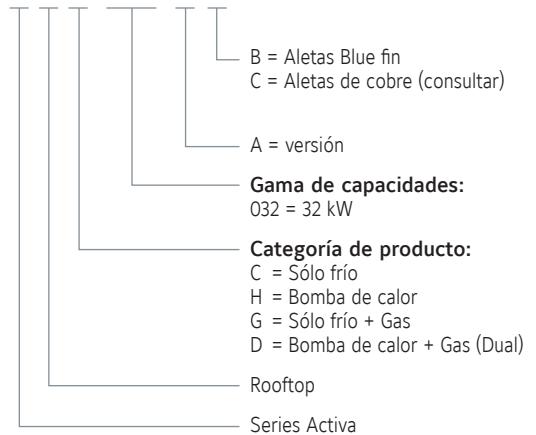 B = Aletas Blue fin
C = Aletas de cobre (consultar)
A = versión
Gama de capacidades:
032 = 32 kW
Categoría de producto:
C = Sólo frío
H = Bomba de calor
G = Sólo frío + Gas
D = Bomba de calor + Gas (Dual)
Rooftop
Series Activa